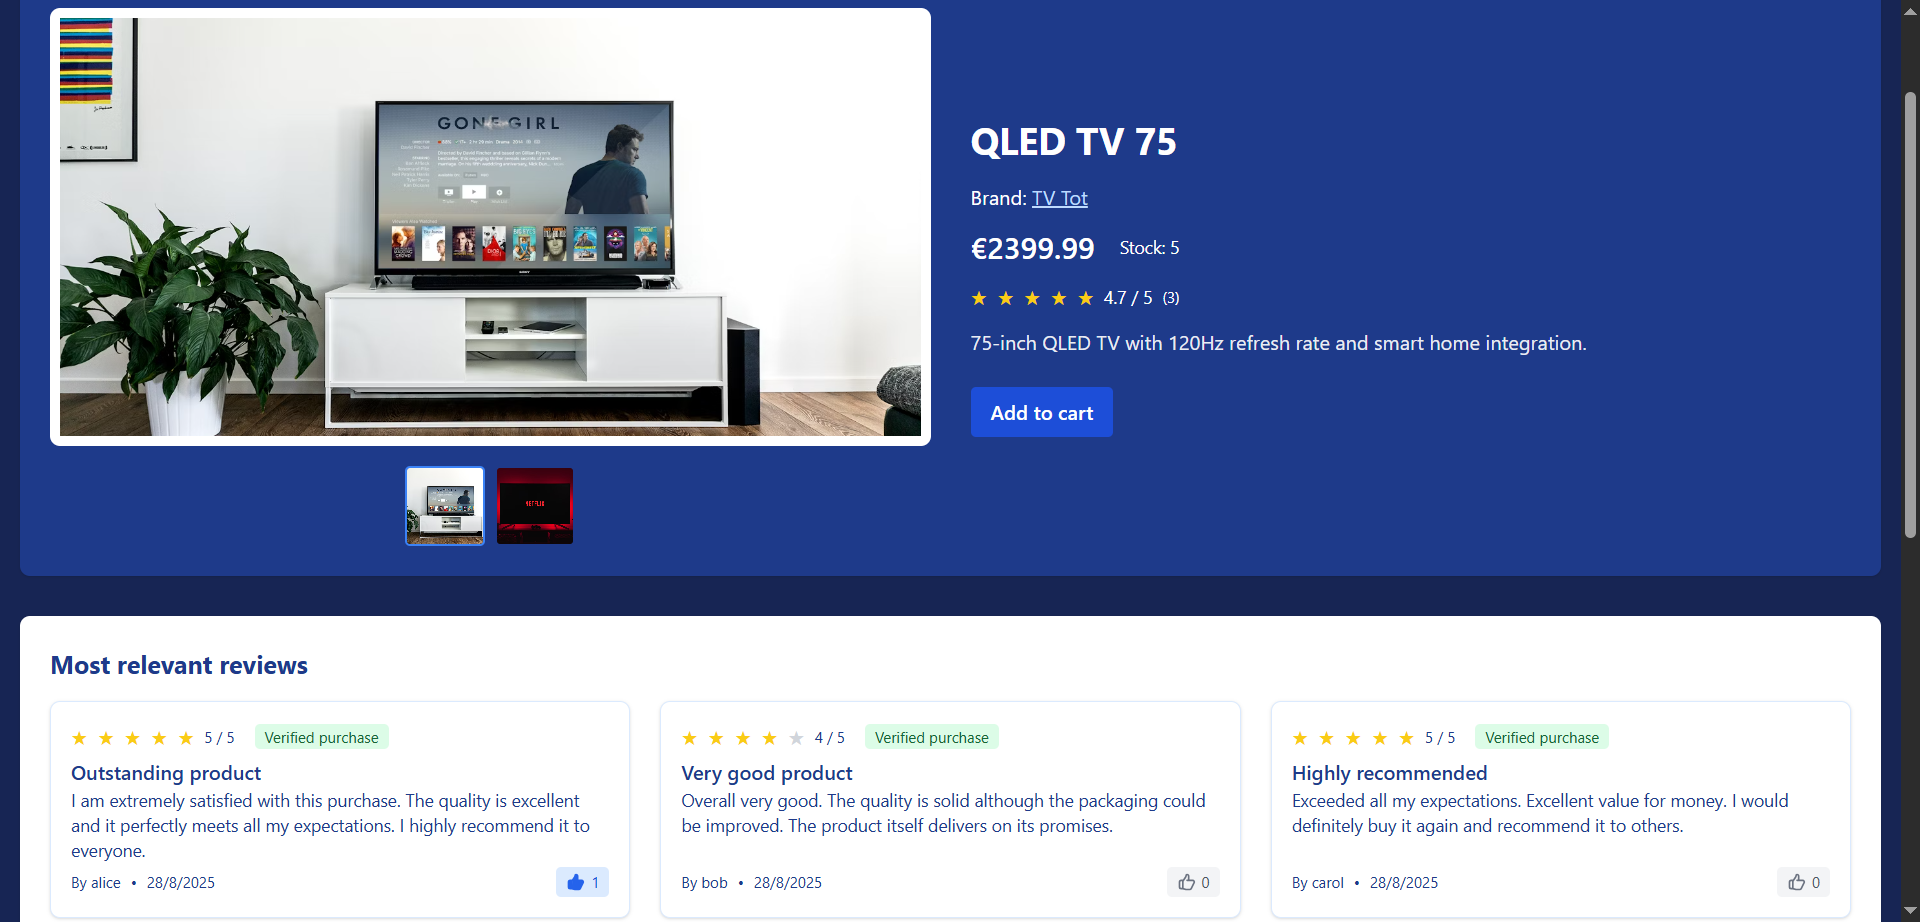 GONE GIRL
QLED TV 75
Brand: TV Tot
€2399.99 Stock: 5
4.7 / 5 (3)
75-inch QLED TV with 120Hz refresh rate and smart home integration.
Add to cart
NETFLIX
Most relevant reviews
5 / 5 Verified purchase
Outstanding product
I am extremely satisfied with this purchase. The quality is excellent
and it perfectly meets all my expectations. I highly recommend it to
everyone.
By alice • 28/8/2025
1
4 / 5 Verified purchase
Very good product
Overall very good. The quality is solid although the packaging could
be improved. The product itself delivers on its promises.
By bob • 28/8/2025
0
5 / 5 Verified purchase
Highly recommended
Exceeded all my expectations. Excellent value for money. I would
definitely buy it again and recommend it to others.
By carol • 28/8/2025
0